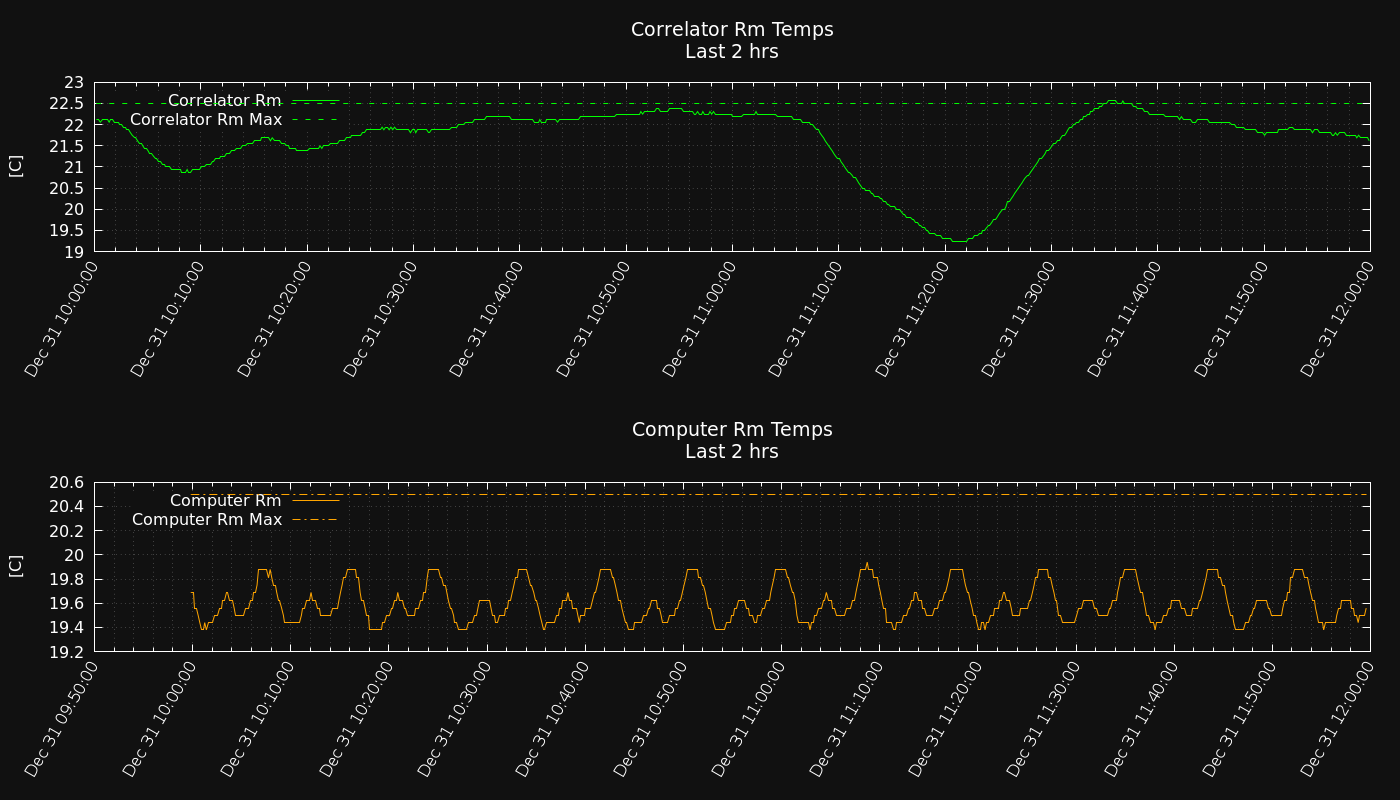 Correlator Rm Temps
Last 2 hrs
23
22.5
22
21.5
21
20.5
20
19.5
19
[C]
Correlator Rm
Correlator Rm Max
Dec 31 10:00:00
Dec 31 10:10:00
Dec 31 10:20:00
Dec 31 10:30:00
Dec 31 10:40:00
Dec 31 10:50:00
Dec 31 11:00:00
Dec 31 11:10:00
Dec 31 11:20:00
Dec 31 11:30:00
Dec 31 11:40:00
Dec 31 11:50:00
Dec 31 12:00:00
Computer Rm Temps
Last 2 hrs
20.6
20.4
20.2
20
19.8
19.6
19.4
19.2
[C]
Computer Rm
Computer Rm Max
Dec 31 09:50:00
Dec 31 10:00:00
Dec 31 10:10:00
Dec 31 10:20:00
Dec 31 10:30:00
Dec 31 10:40:00
Dec 31 10:50:00
Dec 31 11:00:00
Dec 31 11:10:00
Dec 31 11:20:00
Dec 31 11:30:00
Dec 31 11:40:00
Dec 31 11:50:00
Dec 31 12:00:00